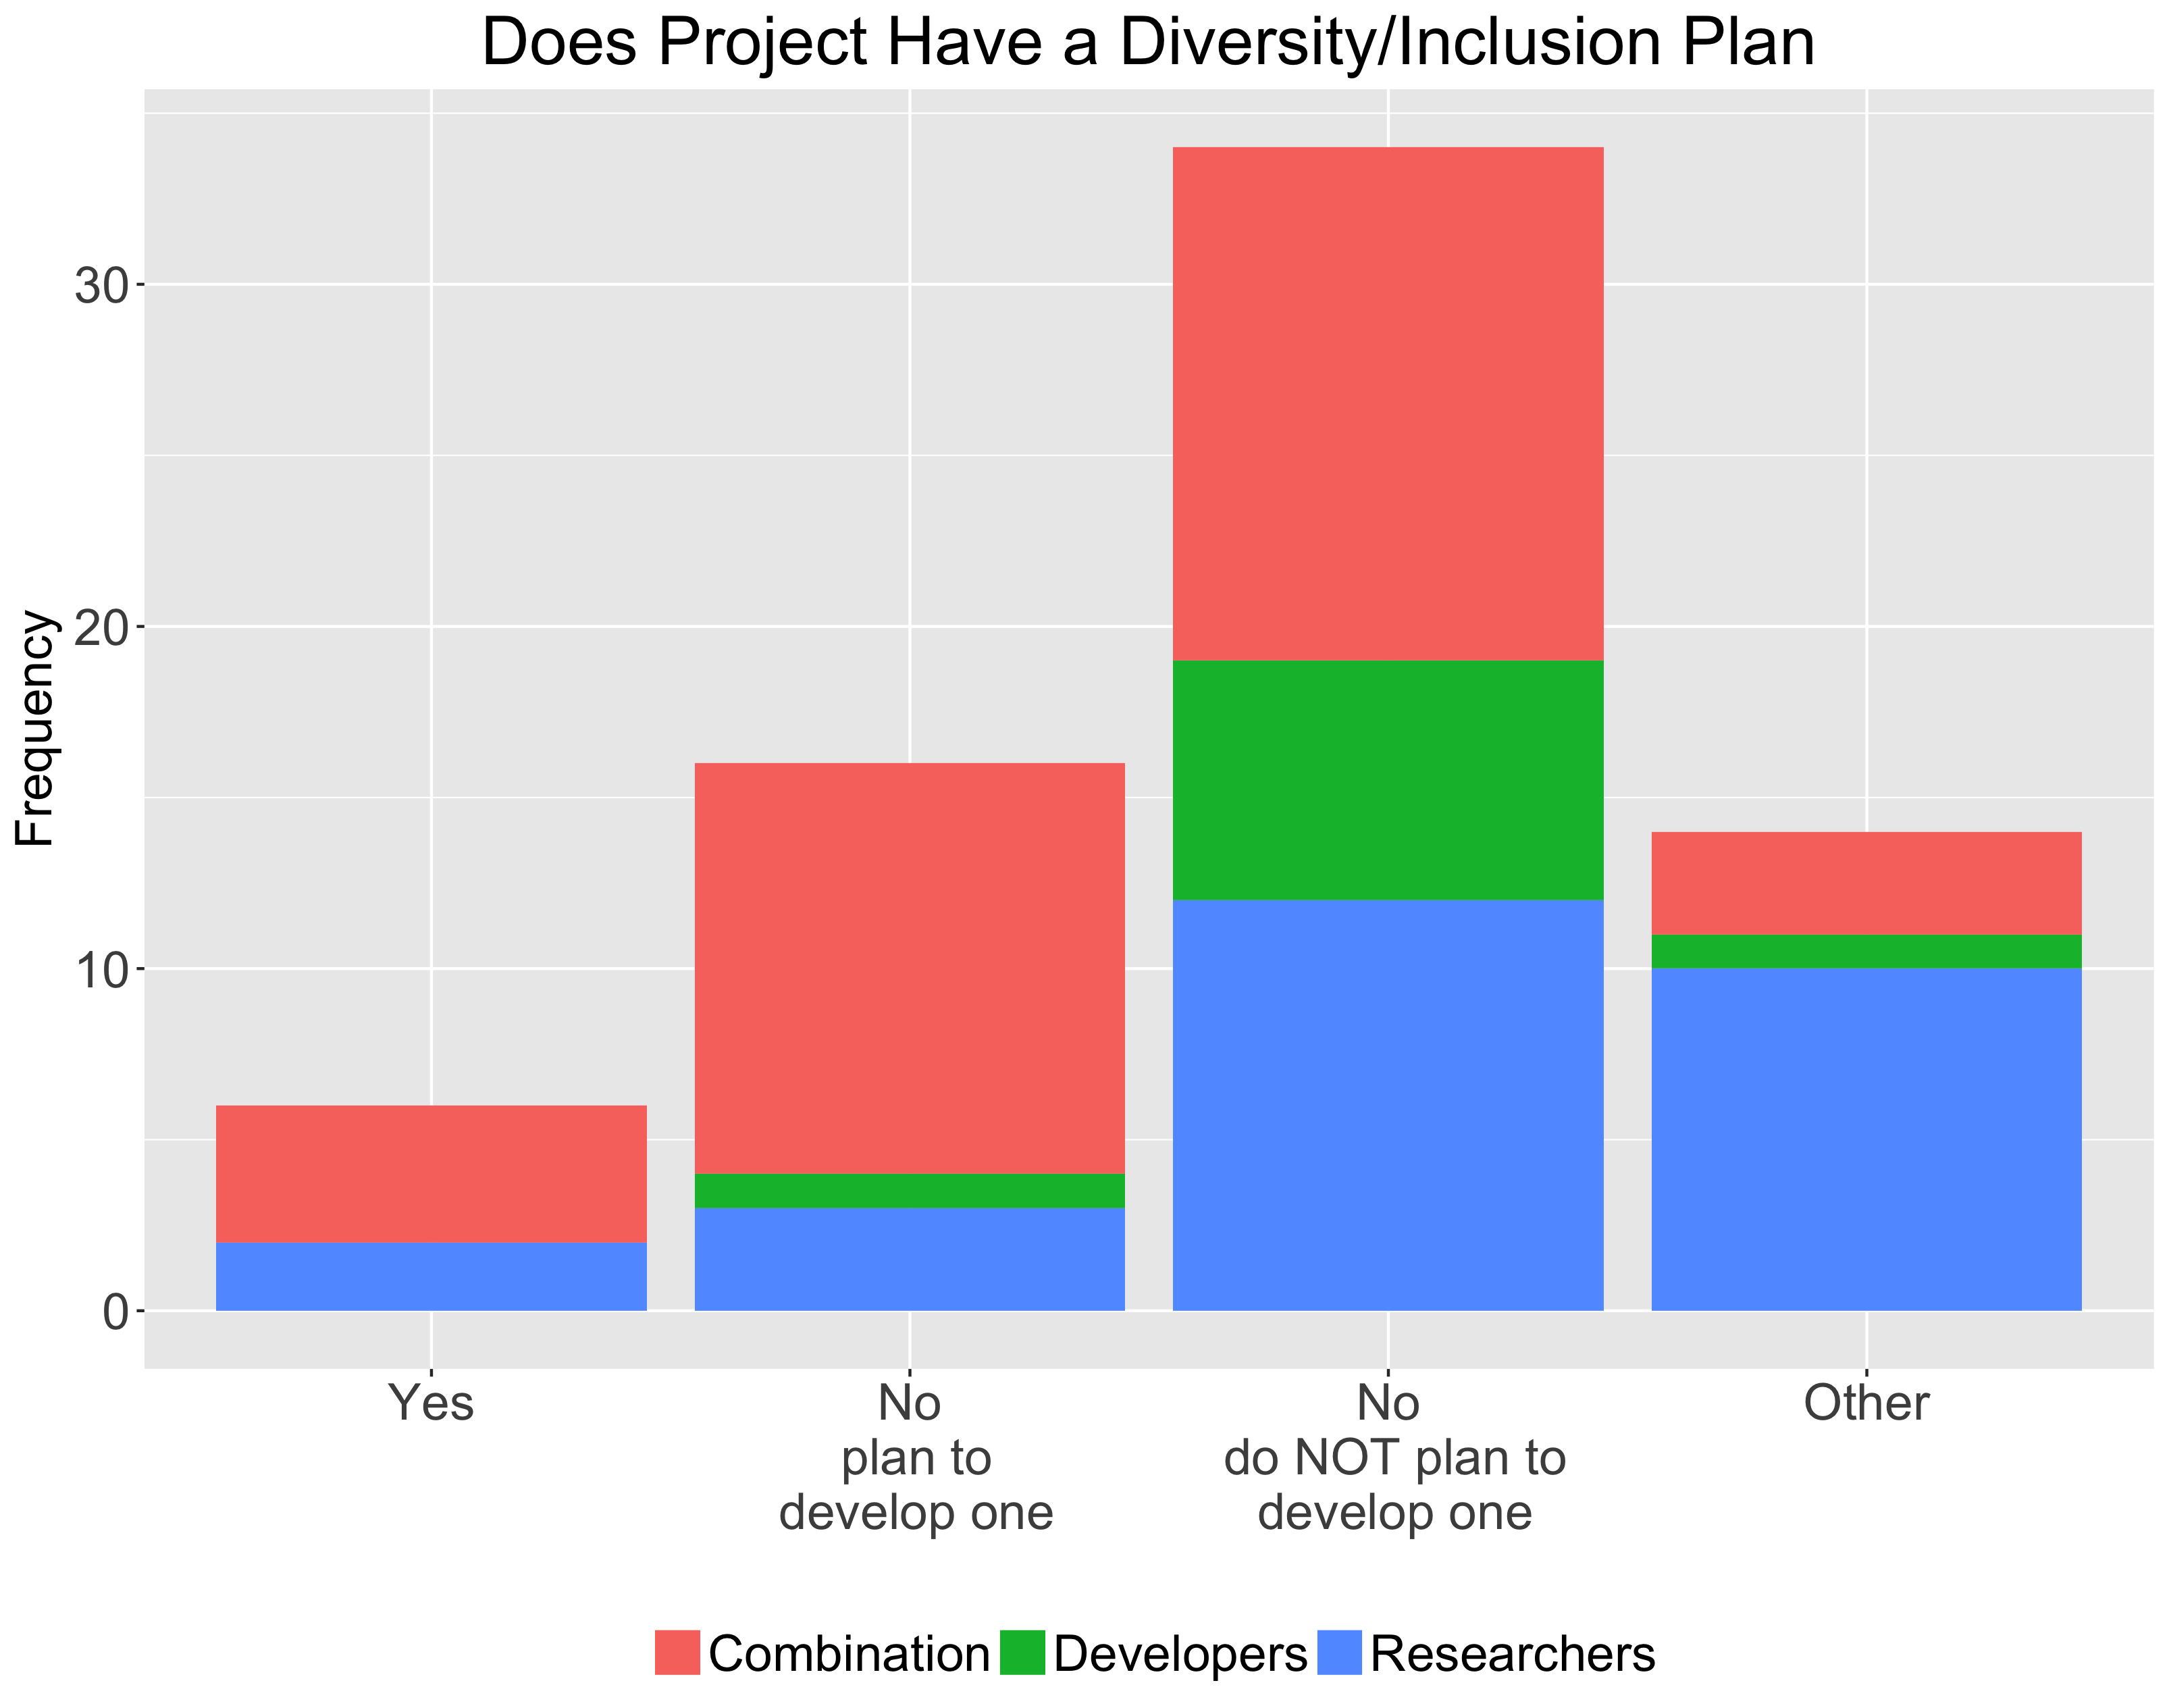 Does Project Have a Diversity/Inclusion Plan
Frequency
30
20
10
0
Yes
No
plan to
develop one
No
do NOT plan to
develop one
Other
Combination
Developers
Researchers